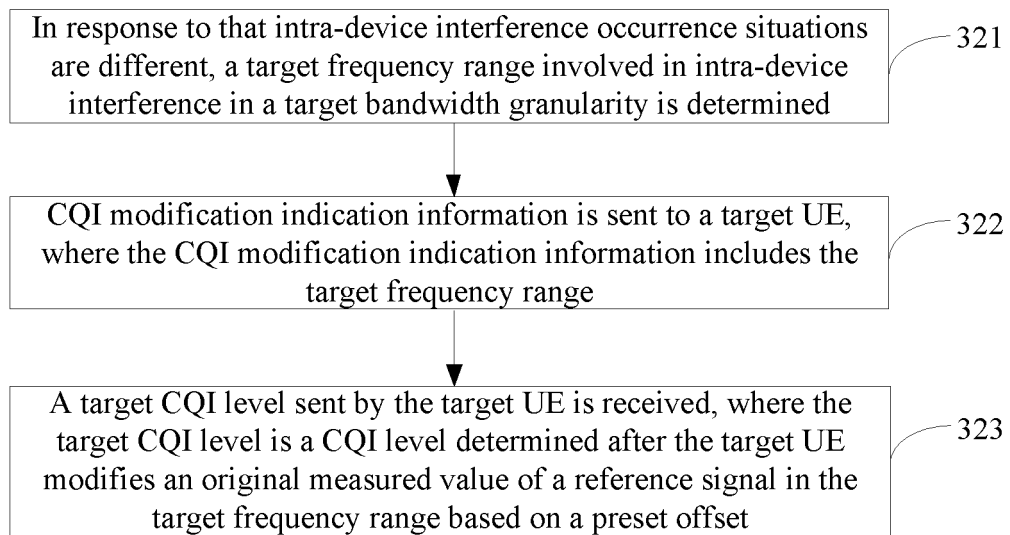 In response to that intra-device interference occurrence situations
are different, a target frequency range involved in intra-device
interference in a target bandwidth granularity is determined
321
CQI modification indication information is sent to a target UE,
where the CQI modification indication information includes the
target frequency range
322
A target CQI level sent by the target UE is received, where the
target CQI level is a CQI level determined after the target UE
modifies an original measured value of a reference signal in the
target frequency range based on a preset offset
323